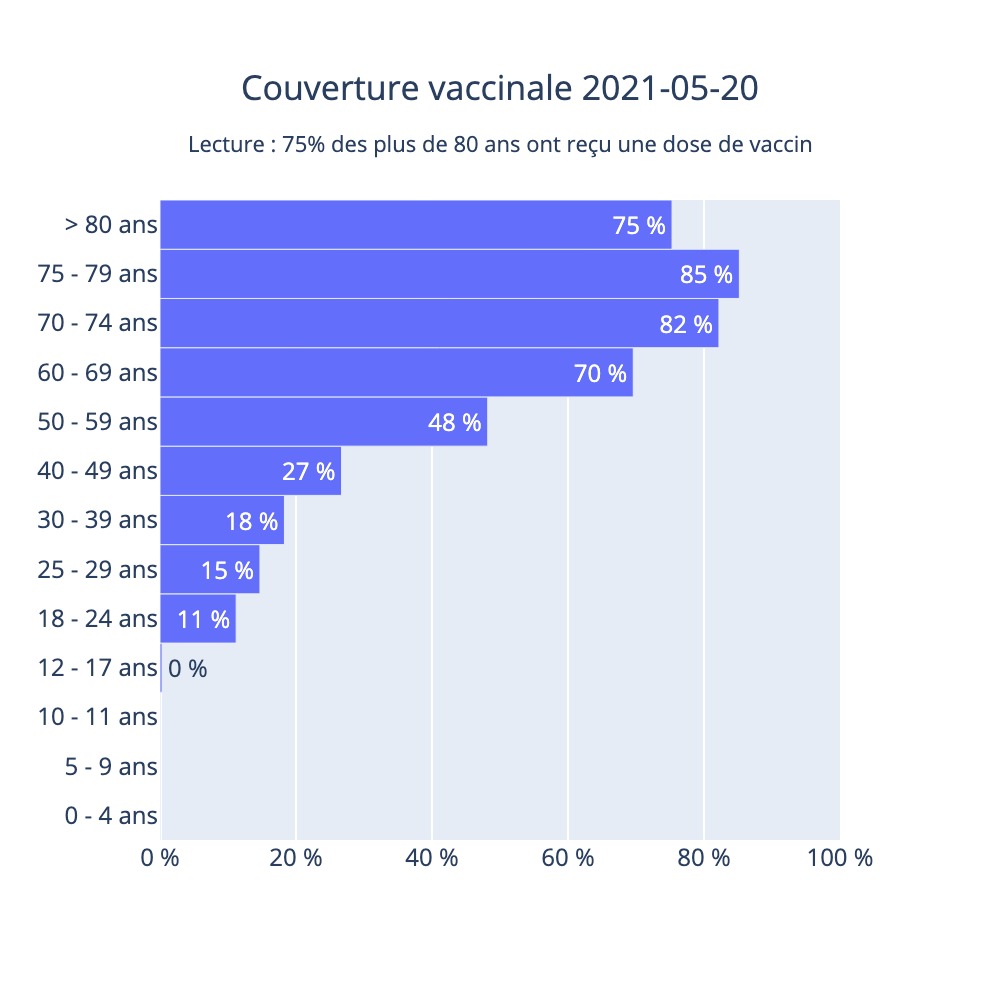 Couverture vaccinale 2021-05-20
Lecture : 75% des plus de 80 ans ont reçu une dose de vaccin
> 80 ans 75 %
75 - 79 ans 85 %
70 - 74 ans 82 %
60 - 69 ans 70 %
50 - 59 ans 48 %
40 - 49 ans 27 %
30 - 39 ans 18 %
25 - 29 ans 15 %
18 - 24 ans 11 %
12 - 17 ans 0 %
10 - 11 ans
5 - 9 ans
0 - 4 ans
0 % 20 % 40 % 60 % 80 % 100 %